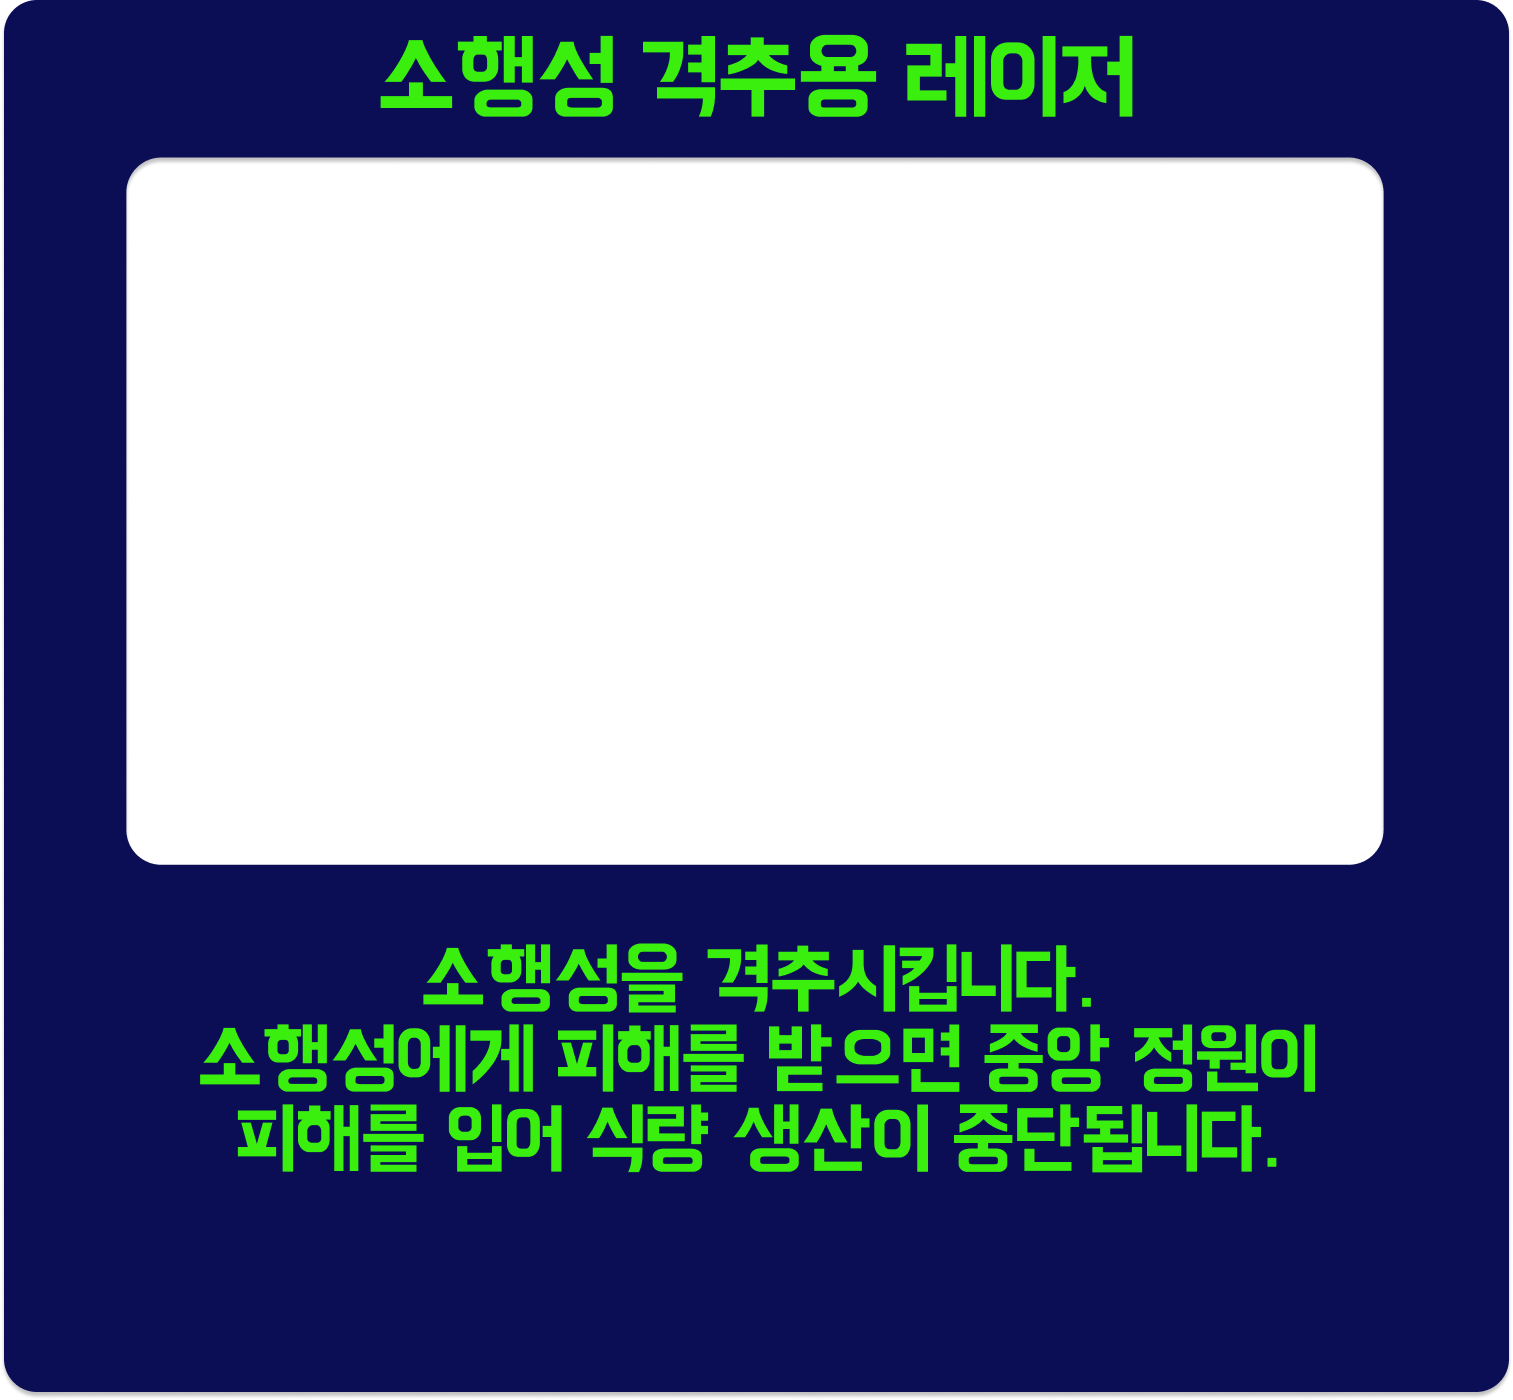 소행성 격추용 레이저
소행성을 격추시킵니다.
소행성에게 피해를 받으면 중앙 정원이
피해를 입어 식량 생산이 중단됩니다.